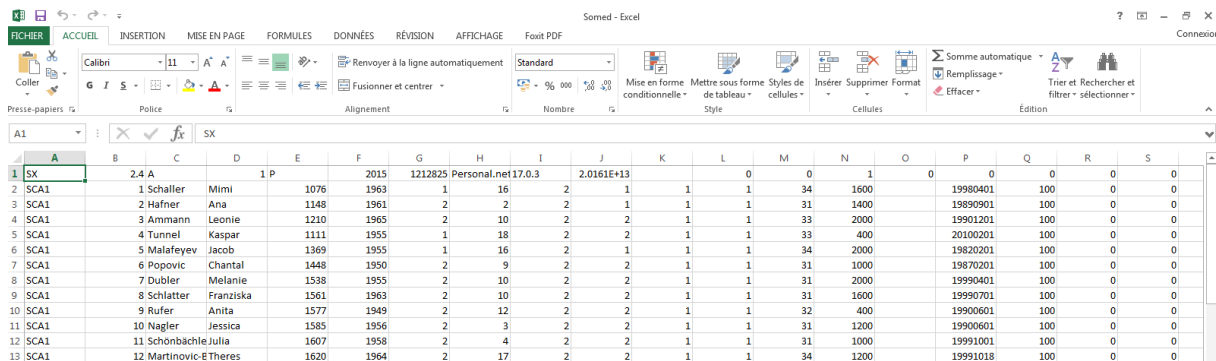 Somed - Excel
FICHIER ACCUEIL INSERTION MISE EN PAGE FORMULES DONNÉES RÉVISION AFFICHAGE Foxit PDF Connexion
Coller
Calibri 11
G I S
Renvoyer à la ligne automatiquement
Fusionner et centrer
Standard
% 000
Mise en forme conditionnelle
Mettre sous forme de tableau
Styles de cellules
Insérer Supprimer Format
Somme automatique
Remplissage
Effacer
Trier et filtrer
Rechercher et sélectionner
Presse-papiers Police Alignement Nombre Style Cellules Édition
A1 fx SX
A B C D E F G H I J K L M N O P Q R S
1 SX 2.4 A 1 P 2015 1212825 Personal.net 17.0.3 2.0161E+13 0 0 1 0 0 0 0 0
2 SCA1 1 Schaller Mimi 1076 1963 1 16 2 1 1 1 34 1600 19980401 100 0 0
3 SCA1 2 Hafner Ana 1148 1961 2 2 2 1 1 1 31 1400 19890901 100 0 0
4 SCA1 3 Ammann Leonie 1210 1965 2 10 2 2 1 1 33 2000 19901201 100 0 0
5 SCA1 4 Tunnel Kaspar 1111 1955 1 18 2 2 1 1 33 400 20100201 100 0 0
6 SCA1 5 Malafeyev Jacob 1369 1955 1 16 2 1 1 1 34 2000 19820201 100 0 0
7 SCA1 6 Popovic Chantal 1448 1950 2 9 2 2 1 1 31 1000 19870201 100 0 0
8 SCA1 7 Dubler Melanie 1538 1955 2 10 2 2 1 1 31 2000 19990401 100 0 0
9 SCA1 8 Schlatter Franziska 1561 1963 2 10 2 2 1 1 31 1600 19990701 100 0 0
10 SCA1 9 Rufer Anita 1577 1949 2 12 2 2 1 1 32 400 19900601 100 0 0
11 SCA1 10 Nagler Jessica 1585 1956 2 3 2 2 1 1 31 1200 19900601 100 0 0
12 SCA1 11 Schönbächle Julia 1607 1958 2 4 2 2 1 1 31 1000 19991001 100 0 0
13 SCA1 12 Martinovic-B Theres 1620 1964 2 17 2 2 1 1 34 1200 19991018 100 0 0